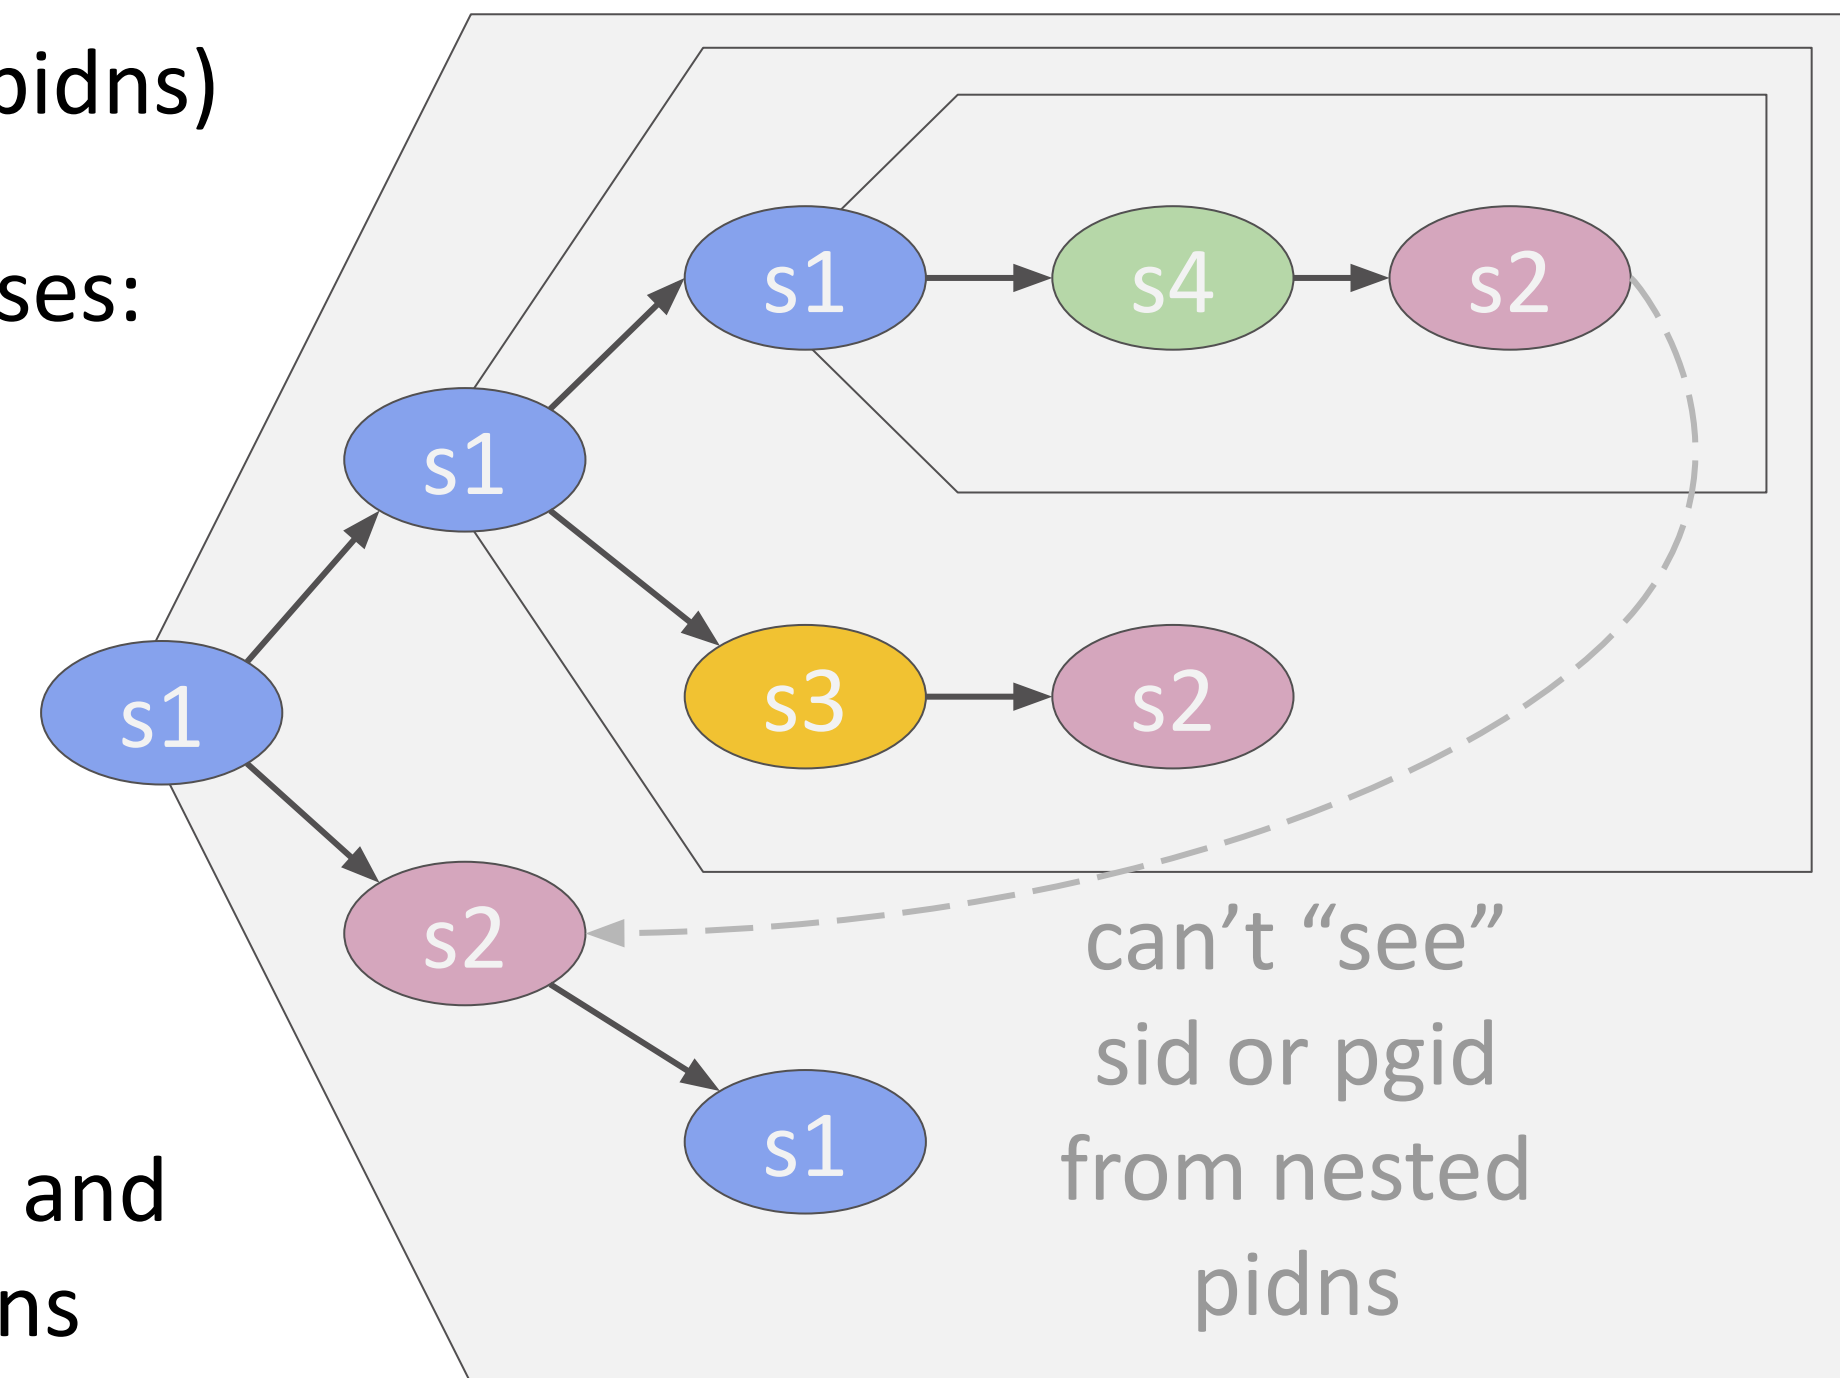 pidns)
ses:
s1 s4 s2
s1
s3 s2
s1
s2
s1
can’t “see”
sid or pgid
from nested
pidns
and
ns